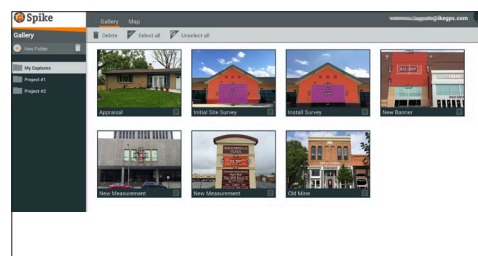 Spike
Gallery Map
@ikegps.com
Gallery
Delete Select all Unselect all
New Folder
My Captures
Project #1
Project #2
Appraisal
Initial Site Survey
Install Survey
New Banner
New Measurement
New Measurement
Old Mine